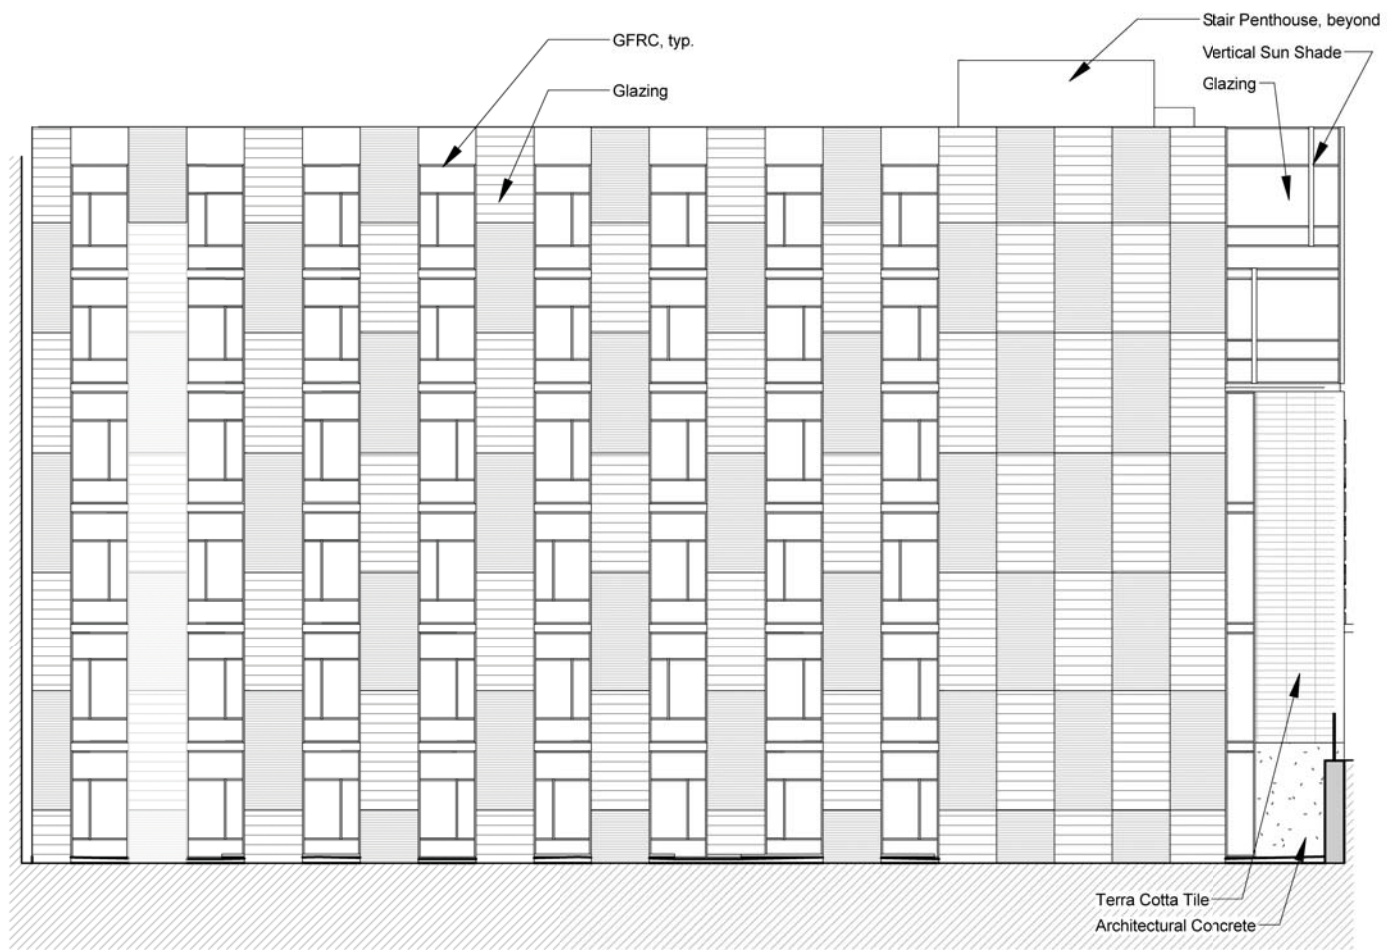 Stair Penthouse, beyond
GFRC, typ.
Vertical Sun Shade
Glazing
Glazing
Terra Cotta Tile
Architectural Concrete